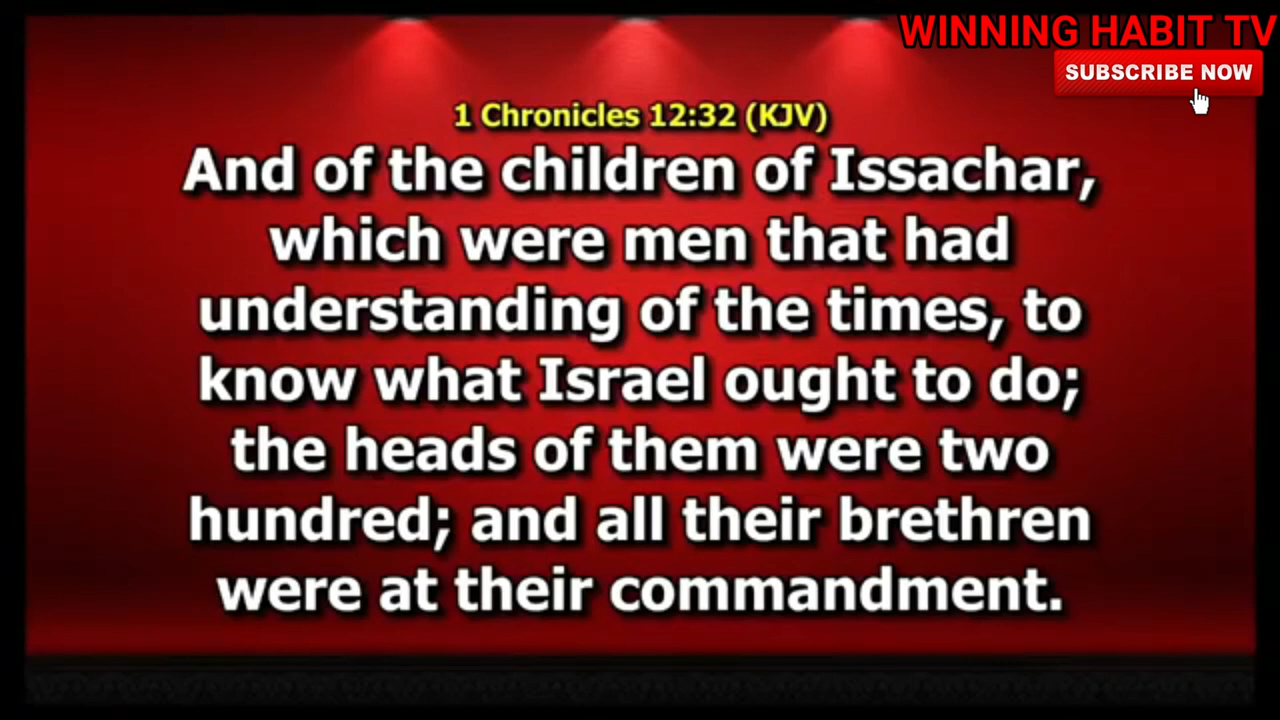 WINNING HABIT TV
SUBSCRIBE NOW
1 Chronicles 12:32 (KJV)
And of the children of Issachar,
which were men that had
understanding of the times, to
know what Israel ought to do;
the heads of them were two
hundred; and all their brethren
were at their commandment.